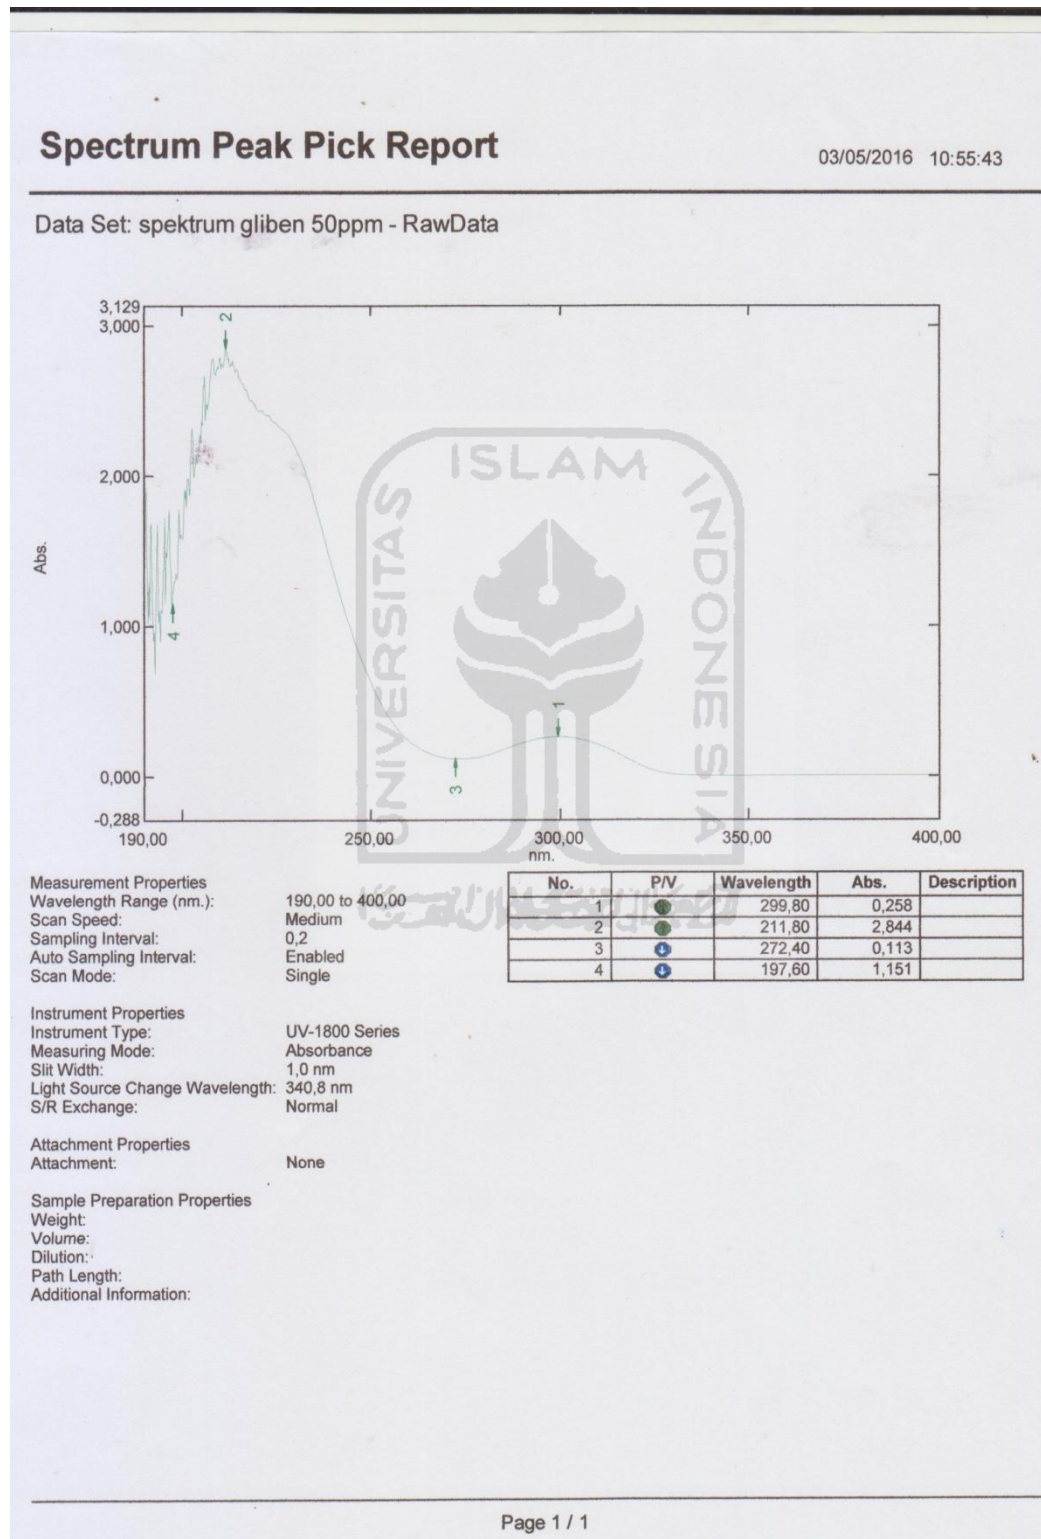 Spectrum Peak Pick Report
03/05/2016 10:55:43
Data Set: spektrum gliben 50ppm - RawData
3,129
3,000
2,000
1,000
0,000
-0,288
Abs.
2
4
3
1
190,00 250,00 300,00 350,00 400,00
nm.
UNIVERSITAS ISLAM INDONESIA
Measurement Properties
Wavelength Range (nm.): 190,00 to 400,00
Scan Speed: Medium
Sampling Interval: 0,2
Auto Sampling Interval: Enabled
Scan Mode: Single
No. P/V Wavelength Abs. Description
1 299,80 0,258
2 211,80 2,844
3 272,40 0,113
4 197,60 1,151
Instrument Properties
Instrument Type: UV-1800 Series
Measuring Mode: Absorbance
Slit Width: 1,0 nm
Light Source Change Wavelength: 340,8 nm
S/R Exchange: Normal
Attachment Properties
Attachment: None
Sample Preparation Properties
Weight:
Volume:
Dilution:
Path Length:
Additional Information:
Page 1 / 1